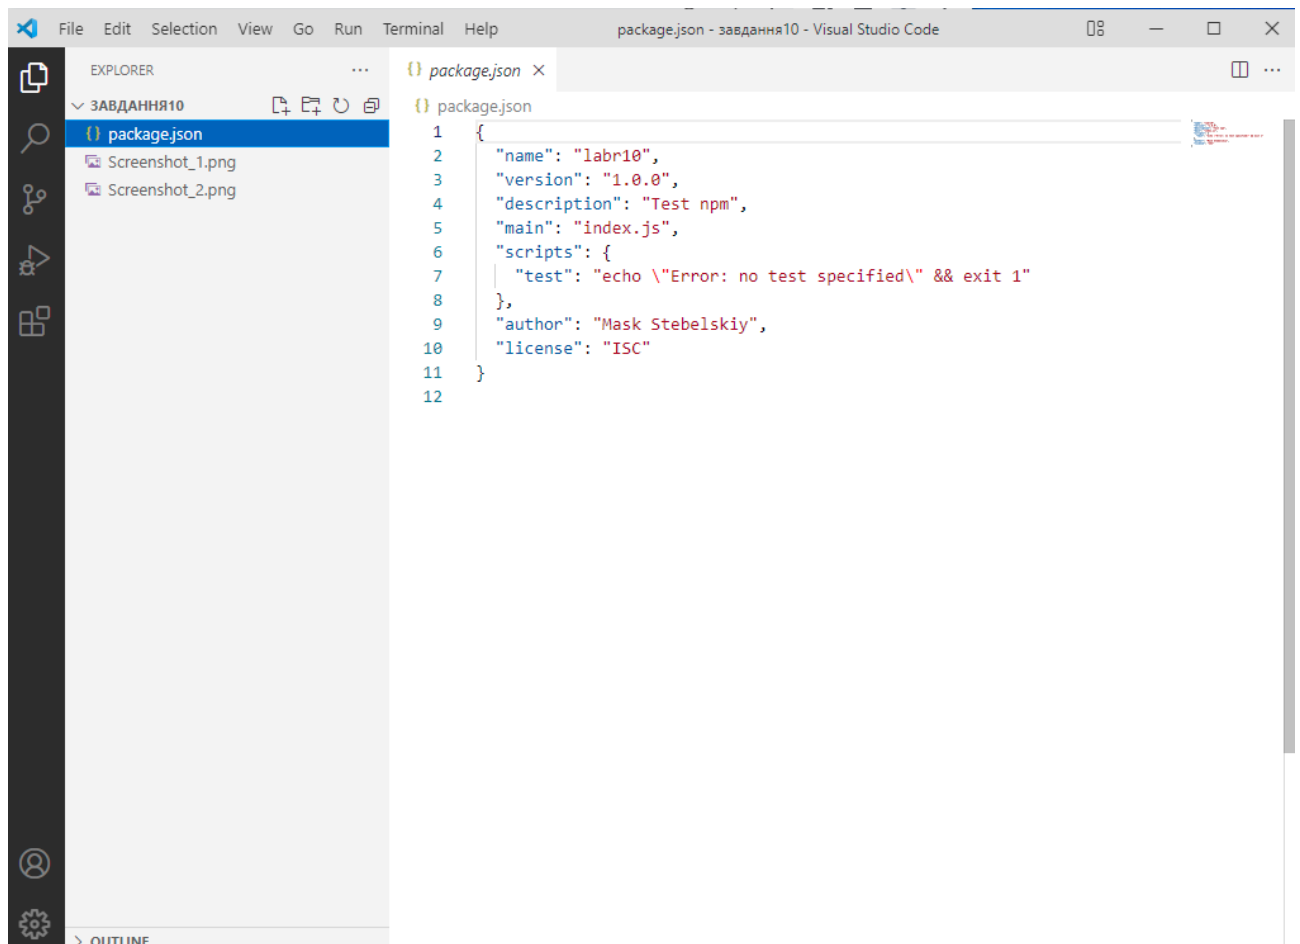 File Edit Selection View Go Run Terminal Help package.json - завдання10 - Visual Studio Code
EXPLORER
ЗАВДАННЯ10
package.json
Screenshot_1.png
Screenshot_2.png
OUTLINE
{} package.json
{} package.json
1 {
2 "name": "labr10",
3 "version": "1.0.0",
4 "description": "Test npm",
5 "main": "index.js",
6 "scripts": {
7 "test": "echo \"Error: no test specified\" && exit 1"
8 },
9 "author": "Mask Stebelskiy",
10 "license": "ISC"
11 }
12